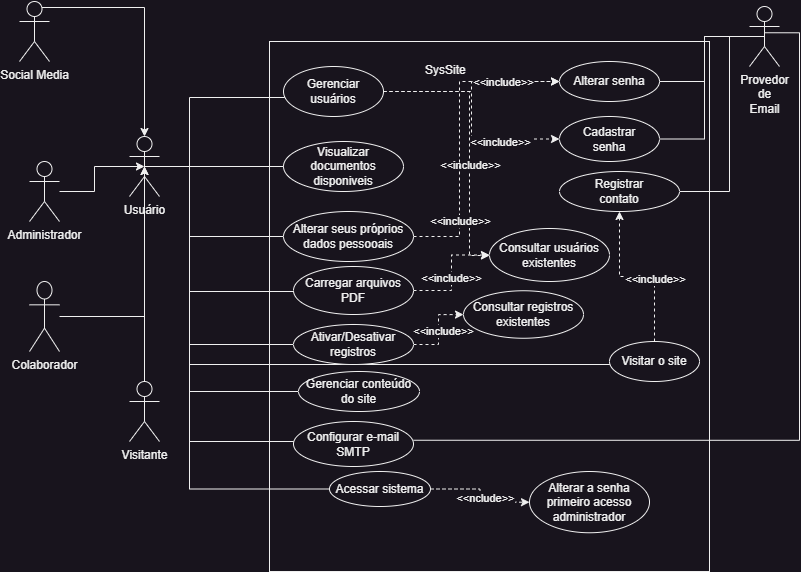 Social Media
Administrador
Colaborador
Usuário
Visitante
Provedor
de
Email
SysSite
Gerenciar
usuários
Visualizar
documentos
disponiveis
Alterar seus próprios
dados pessooais
Carregar arquivos
PDF
Ativar/Desativar
registros
Gerenciar conteúdo
do site
Configurar e-mail
SMTP
Acessar sistema
<<include>>
<<include>>
<<include>>
<<include>>
<<include>>
<<include>>
<<include>>
<<nclude>>
Alterar senha
Cadastrar
senha
Registrar
contato
Consultar usuários
existentes
Consultar registros
existentes
Visitar o site
Alterar a senha
primeiro acesso
administrador